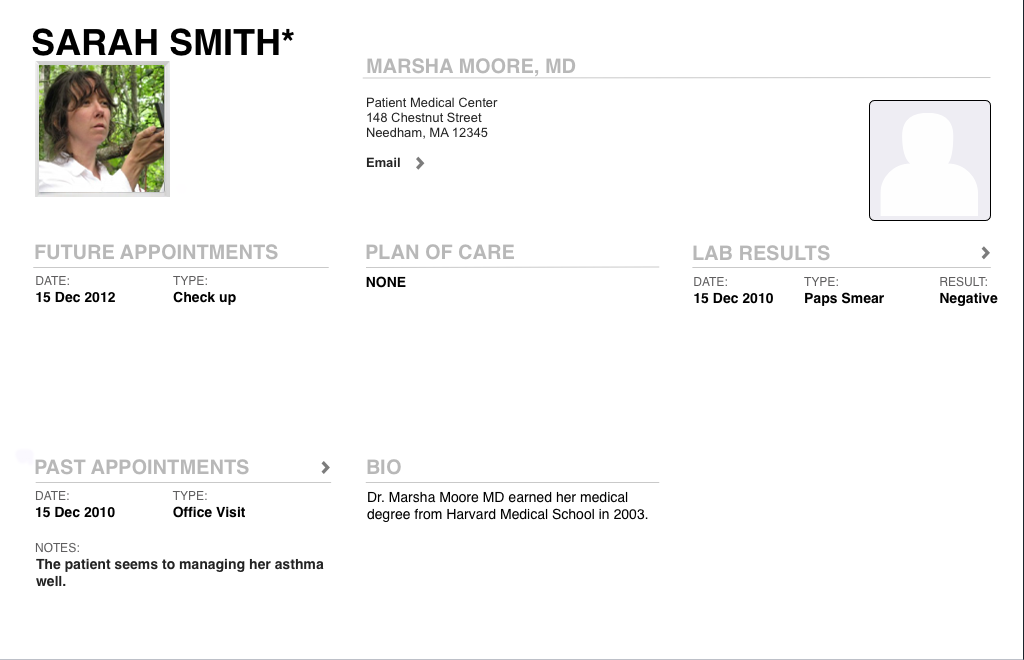 SARAH SMITH*
MARSHA MOORE, MD
Patient Medical Center
148 Chestnut Street
Needham, MA 12345
Email
FUTURE APPOINTMENTS
DATE: TYPE:
15 Dec 2012 Check up
PLAN OF CARE
NONE
LAB RESULTS
DATE: TYPE: RESULT:
15 Dec 2010 Paps Smear Negative
PAST APPOINTMENTS
DATE: TYPE:
15 Dec 2010 Office Visit
NOTES:
The patient seems to managing her asthma
well.
BIO
Dr. Marsha Moore MD earned her medical
degree from Harvard Medical School in 2003.